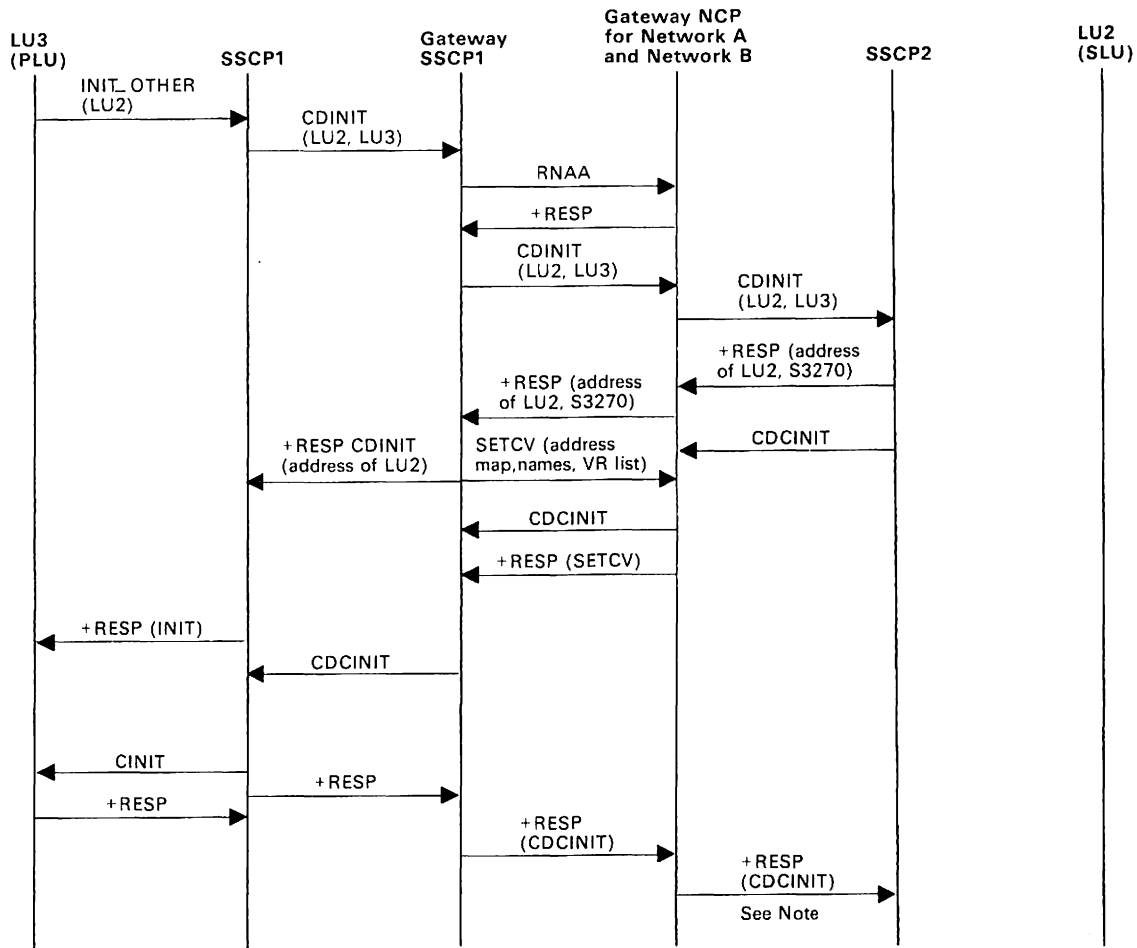 LU3
(PLU)
SSCP1
Gateway
SSCP1
Gateway NCP
for Network A
and Network B
SSCP2
LU2
(SLU)
INIT_OTHER
(LU2)
CDINIT
(LU2, LU3)
RNAA
+RESP
CDINIT
(LU2, LU3)
CDINIT
(LU2, LU3)
+RESP (address
of LU2, S3270)
+RESP (address
of LU2, S3270)
CDCINIT
+RESP CDINIT
(address of LU2)
SETCV (address
map,names, VR list)
CDCINIT
+RESP (SETCV)
+RESP (INIT)
CDCINIT
CINIT
+RESP
+RESP
+RESP
(CDCINIT)
+RESP
(CDCINIT)
See Note